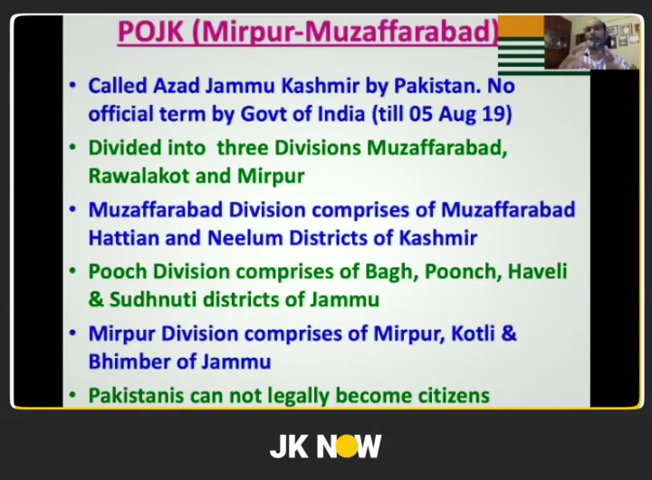 POJK (Mirpur-Muzaffarabad)
• Called Azad Jammu Kashmir by Pakistan. No
official term by Govt of India (till 05 Aug 19)
• Divided into three Divisions Muzaffarabad,
Rawalakot and Mirpur
• Muzaffarabad Division comprises of Muzaffarabad
Hattian and Neelum Districts of Kashmir
• Pooch Division comprises of Bagh, Poonch, Haveli
& Sudhnuti districts of Jammu
• Mirpur Division comprises of Mirpur, Kotli &
Bhimber of Jammu
• Pakistanis can not legally become citizens
JK NOW